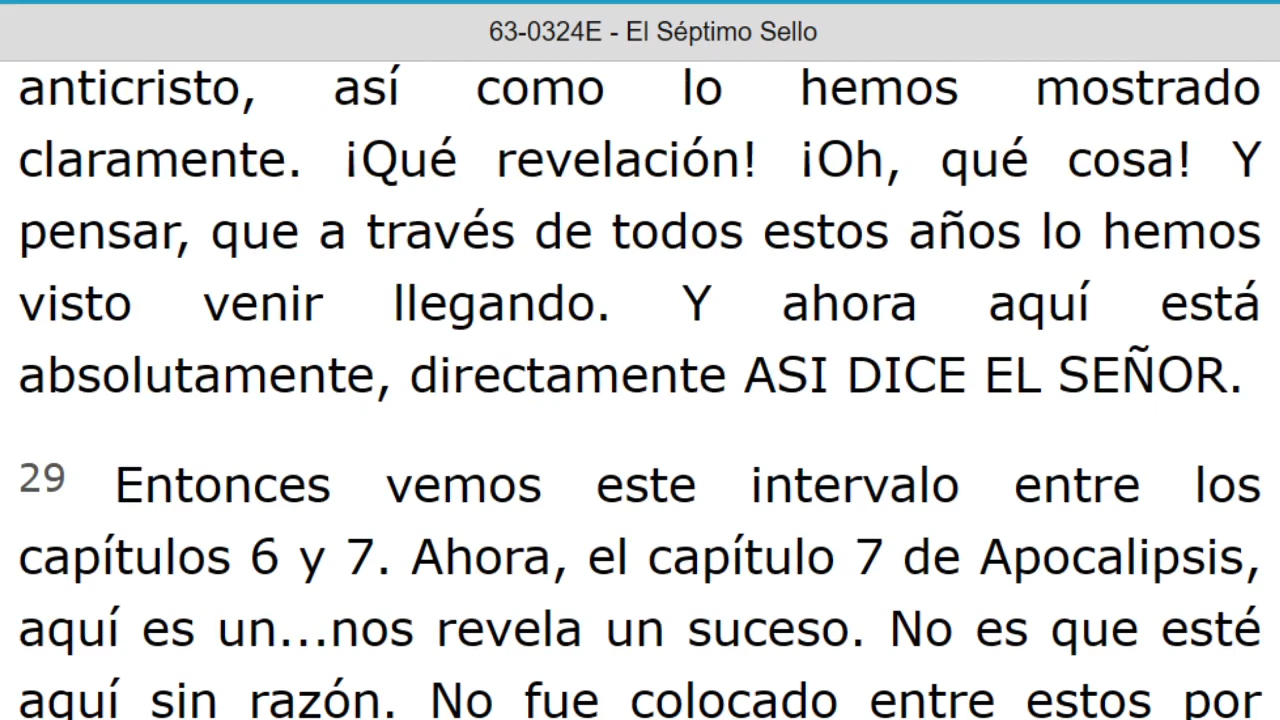 63-0324E - El Séptimo Sello
anticristo, así como lo hemos mostrado
claramente. ¡Qué revelación! ¡Oh, qué cosa! Y
pensar, que a través de todos estos años lo hemos
visto venir llegando. Y ahora aquí está
absolutamente, directamente ASI DICE EL SEÑOR.
29 Entonces vemos este intervalo entre los
capítulos 6 y 7. Ahora, el capítulo 7 de Apocalipsis,
aquí es un...nos revela un suceso. No es que esté
aquí sin razón. No fue colocado entre estos por